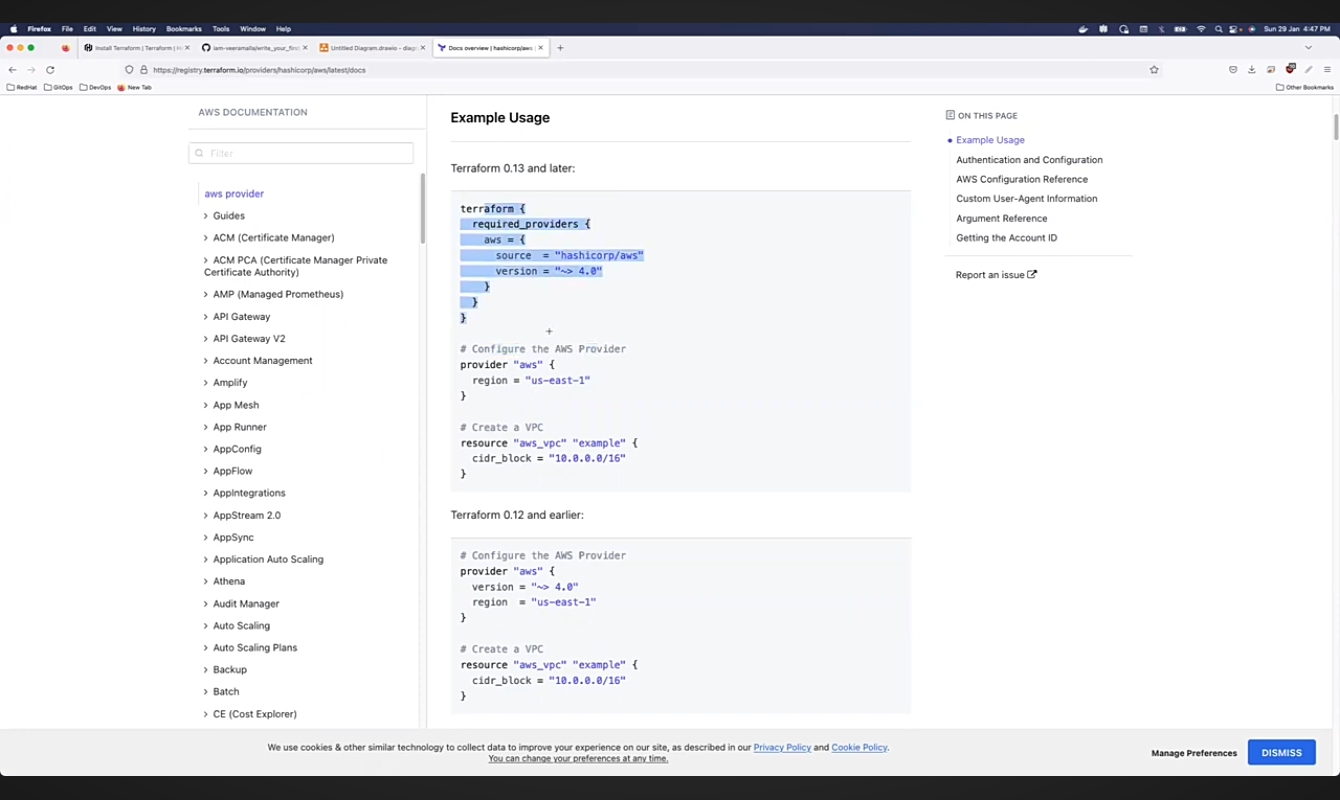 Firefox File Edit View History Bookmarks Tools Window Help
Sun 29 Jan 4:47 PM
Install Terraform | Terraform | H
iam-veeramalla/write_your_first
Untitled Diagram.drawio - diagr
Docs overview | hashicorp/aws
https://registry.terraform.io/providers/hashicorp/aws/latest/docs
RedHat GitOps DevOps New Tab Other Bookmarks
AWS DOCUMENTATION
Filter
aws provider
Guides
ACM (Certificate Manager)
ACM PCA (Certificate Manager Private
Certificate Authority)
AMP (Managed Prometheus)
API Gateway
API Gateway V2
Account Management
Amplify
App Mesh
App Runner
AppConfig
AppFlow
AppIntegrations
AppStream 2.0
AppSync
Application Auto Scaling
Athena
Audit Manager
Auto Scaling
Auto Scaling Plans
Backup
Batch
CE (Cost Explorer)
Example Usage
Terraform 0.13 and later:
terraform {
  required_providers {
    aws = {
      source  = "hashicorp/aws"
      version = "~> 4.0"
    }
  }
}
# Configure the AWS Provider
provider "aws" {
  region = "us-east-1"
}
# Create a VPC
resource "aws_vpc" "example" {
  cidr_block = "10.0.0.0/16"
}
Terraform 0.12 and earlier:
# Configure the AWS Provider
provider "aws" {
  version = "~> 4.0"
  region  = "us-east-1"
}
# Create a VPC
resource "aws_vpc" "example" {
  cidr_block = "10.0.0.0/16"
}
ON THIS PAGE
Example Usage
Authentication and Configuration
AWS Configuration Reference
Custom User-Agent Information
Argument Reference
Getting the Account ID
Report an issue
We use cookies & other similar technology to collect data to improve your experience on our site, as described in our Privacy Policy and Cookie Policy.
You can change your preferences at any time.
Manage Preferences
DISMISS